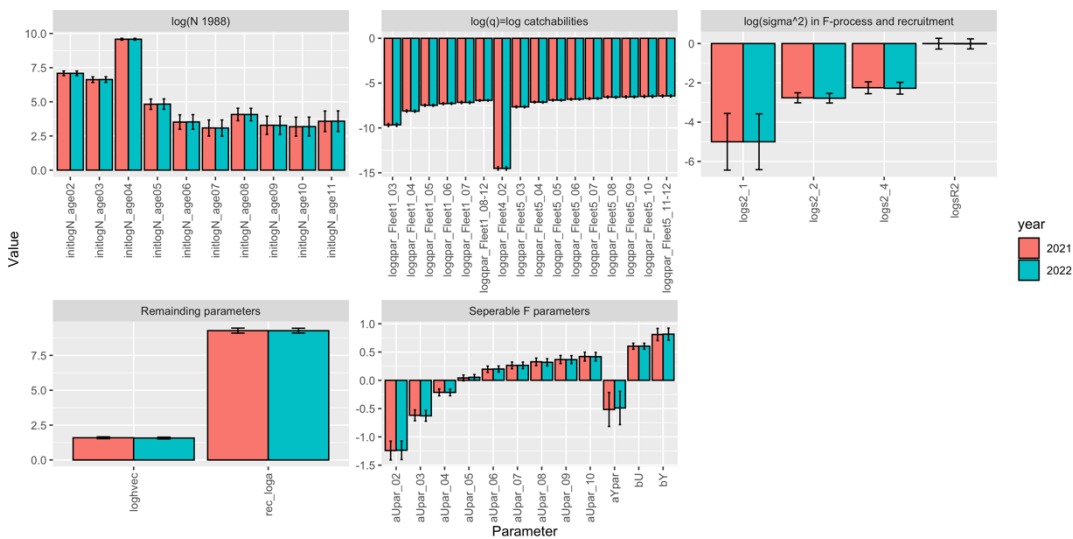 log(N 1988)
log(q)=log catchabilities
log(sigma^2) in F-process and recruitment
10.0
7.5
5.0
2.5
0.0
0
-5
-10
-15
0
-2
-4
-6
initlogN_age02
initlogN_age03
initlogN_age04
initlogN_age05
initlogN_age06
initlogN_age07
initlogN_age08
initlogN_age09
initlogN_age10
initlogN_age11
logqpar_Fleet1_03
logqpar_Fleet1_04
logqpar_Fleet1_05
logqpar_Fleet1_06
logqpar_Fleet1_07
logqpar_Fleet1_08-12
logqpar_Fleet4_02
logqpar_Fleet5_03
logqpar_Fleet5_04
logqpar_Fleet5_05
logqpar_Fleet5_06
logqpar_Fleet5_07
logqpar_Fleet5_08
logqpar_Fleet5_09
logqpar_Fleet5_10
logqpar_Fleet5_11-12
logs2_1
logs2_2
logs2_4
logsR2
Value
year
2021
2022
Remainding parameters
Seperable F parameters
7.5
5.0
2.5
0.0
1.0
0.5
0.0
-0.5
-1.0
-1.5
loghvec
rec_loga
aUpar_02
aUpar_03
aUpar_04
aUpar_05
aUpar_06
aUpar_07
aUpar_08
aUpar_09
aUpar_10
aYpar
bU
bY
Parameter